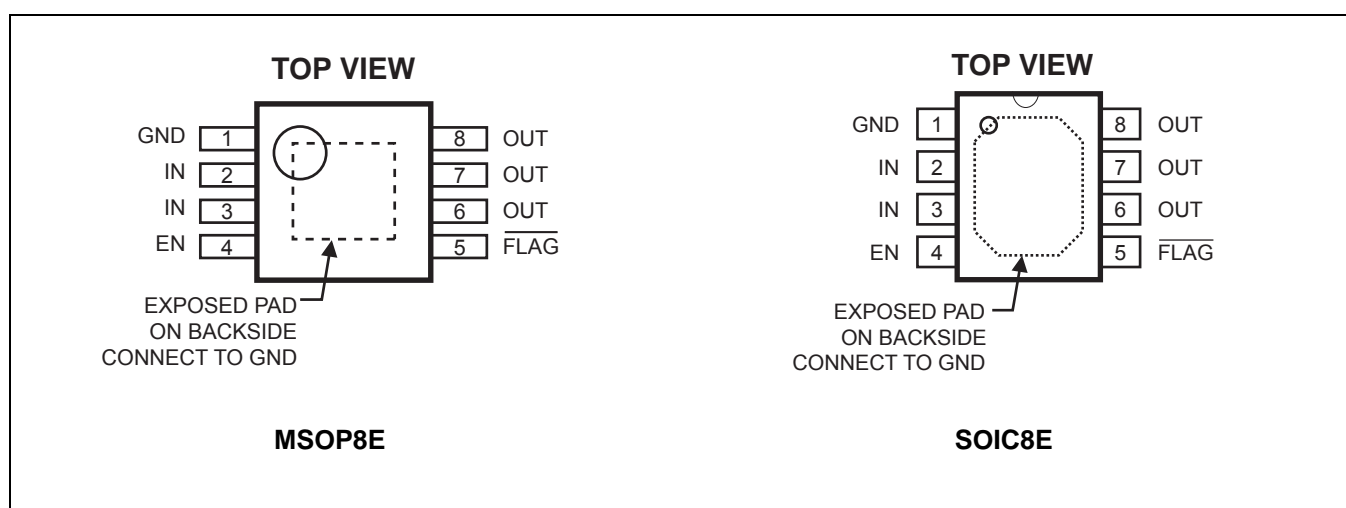 TOP VIEW
GND 1
IN 2
IN 3
EN 4
8 OUT
7 OUT
6 OUT
5 FLAG
EXPOSED PAD
ON BACKSIDE
CONNECT TO GND
MSOP8E
TOP VIEW
GND 1
IN 2
IN 3
EN 4
8 OUT
7 OUT
6 OUT
5 FLAG
EXPOSED PAD
ON BACKSIDE
CONNECT TO GND
SOIC8E